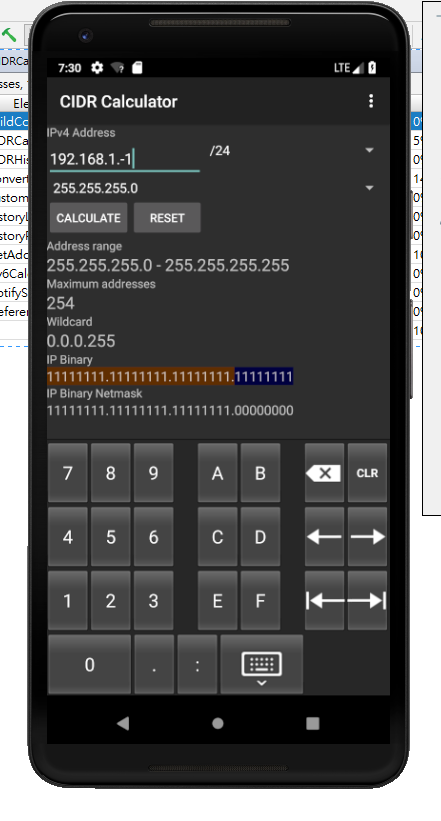 7:30
LTE
CIDR Calculator
IPv4 Address
192.168.1.-1
/24
255.255.255.0
CALCULATE
RESET
Address range
255.255.255.0 - 255.255.255.255
Maximum addresses
254
Wildcard
0.0.0.255
IP Binary
11111111.11111111.11111111.11111111
IP Binary Netmask
11111111.11111111.11111111.00000000
7 8 9 A B CLR
4 5 6 C D
1 2 3 E F
0 . :